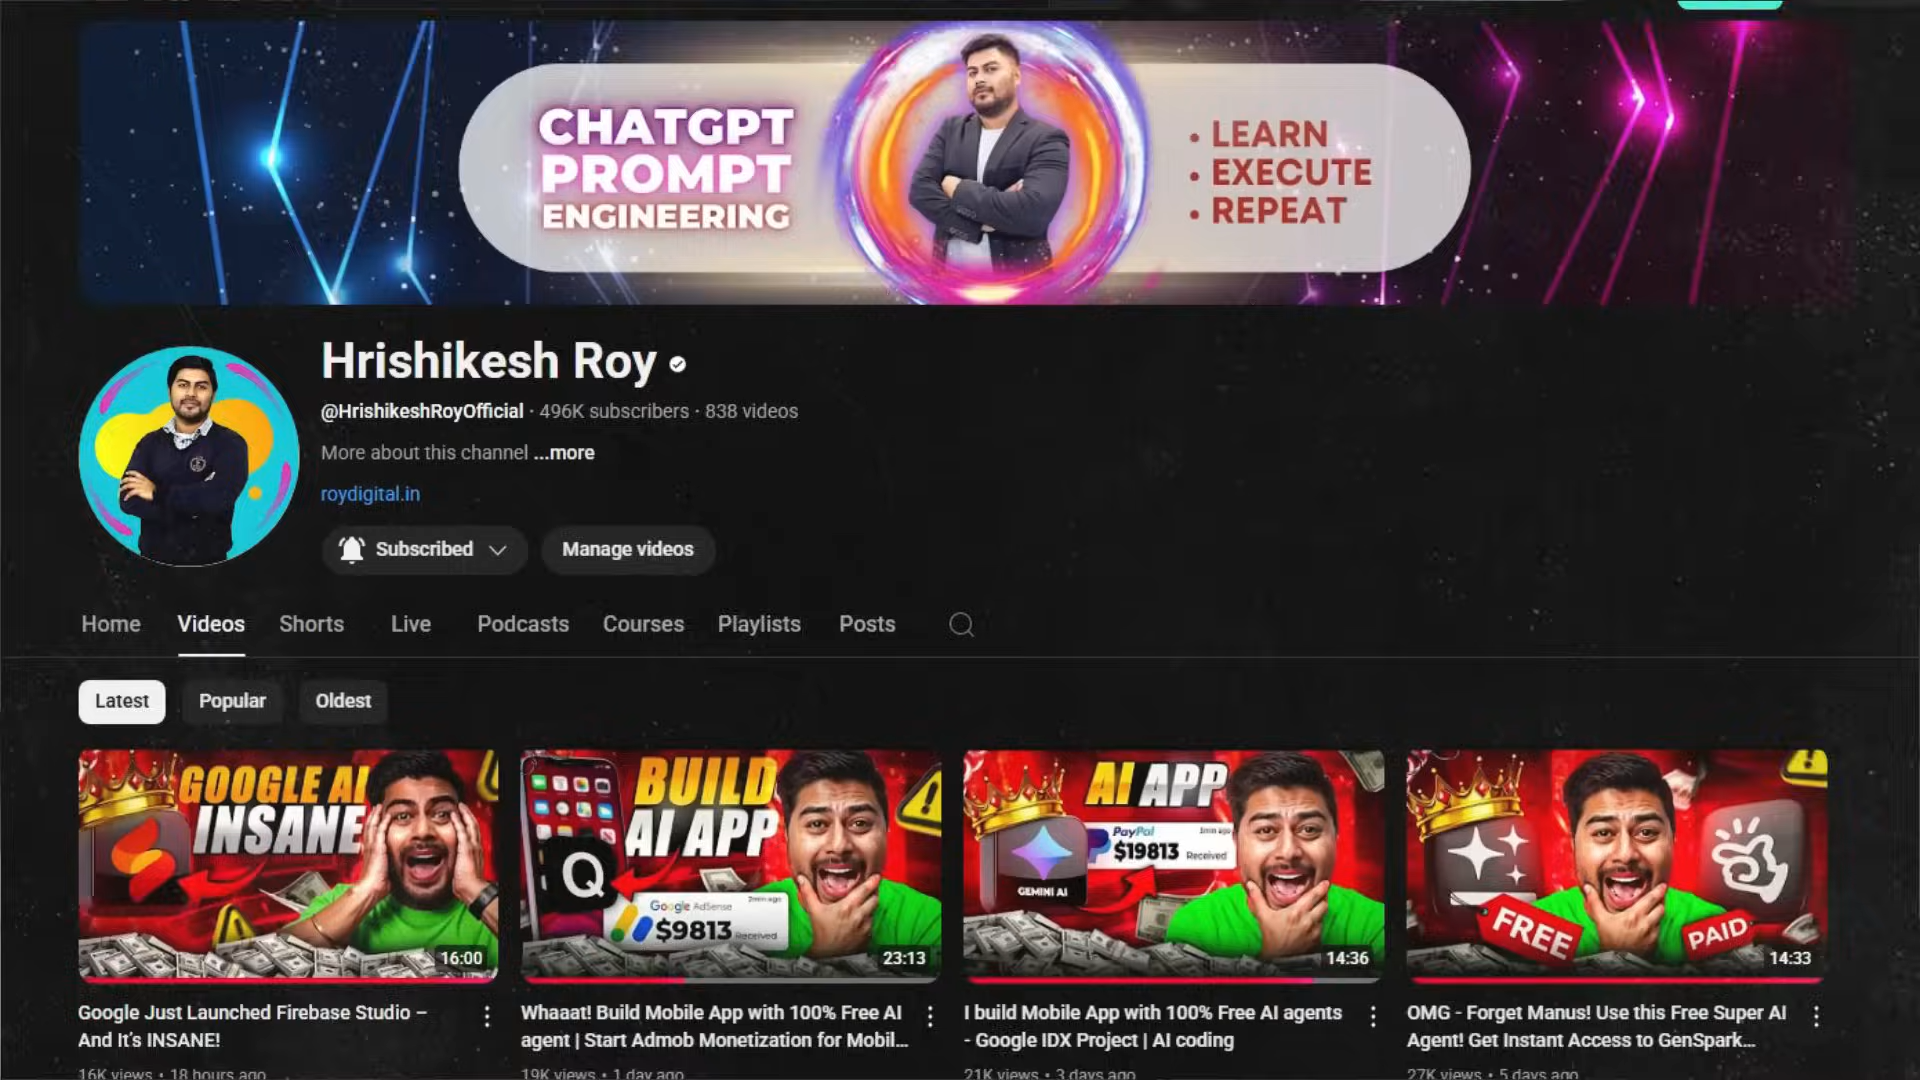 CHATGPT
PROMPT
ENGINEERING
• LEARN
• EXECUTE
• REPEAT
Hrishikesh Roy
@HrishikeshRoyOfficial · 496K subscribers · 838 videos
More about this channel ...more
roydigital.in
Subscribed
Manage videos
Home Videos Shorts Live Podcasts Courses Playlists Posts
Latest Popular Oldest
GOOGLE AI
INSANE
16:00
BUILD
AI APP
Q
Google AdSense 2min ago
$9813 Received
23:13
AI APP
PayPal 2min ago
$19813 Received
GEMINI AI
14:36
FREE
PAID
14:33
Google Just Launched Firebase Studio –
And It's INSANE!
16K views • 18 hours ago
Whaaat! Build Mobile App with 100% Free AI
agent | Start Admob Monetization for Mobil...
19K views • 1 day ago
I build Mobile App with 100% Free AI agents
- Google IDX Project | AI coding
21K views • 3 days ago
OMG - Forget Manus! Use this Free Super AI
Agent! Get Instant Access to GenSpark...
27K views • 5 days ago